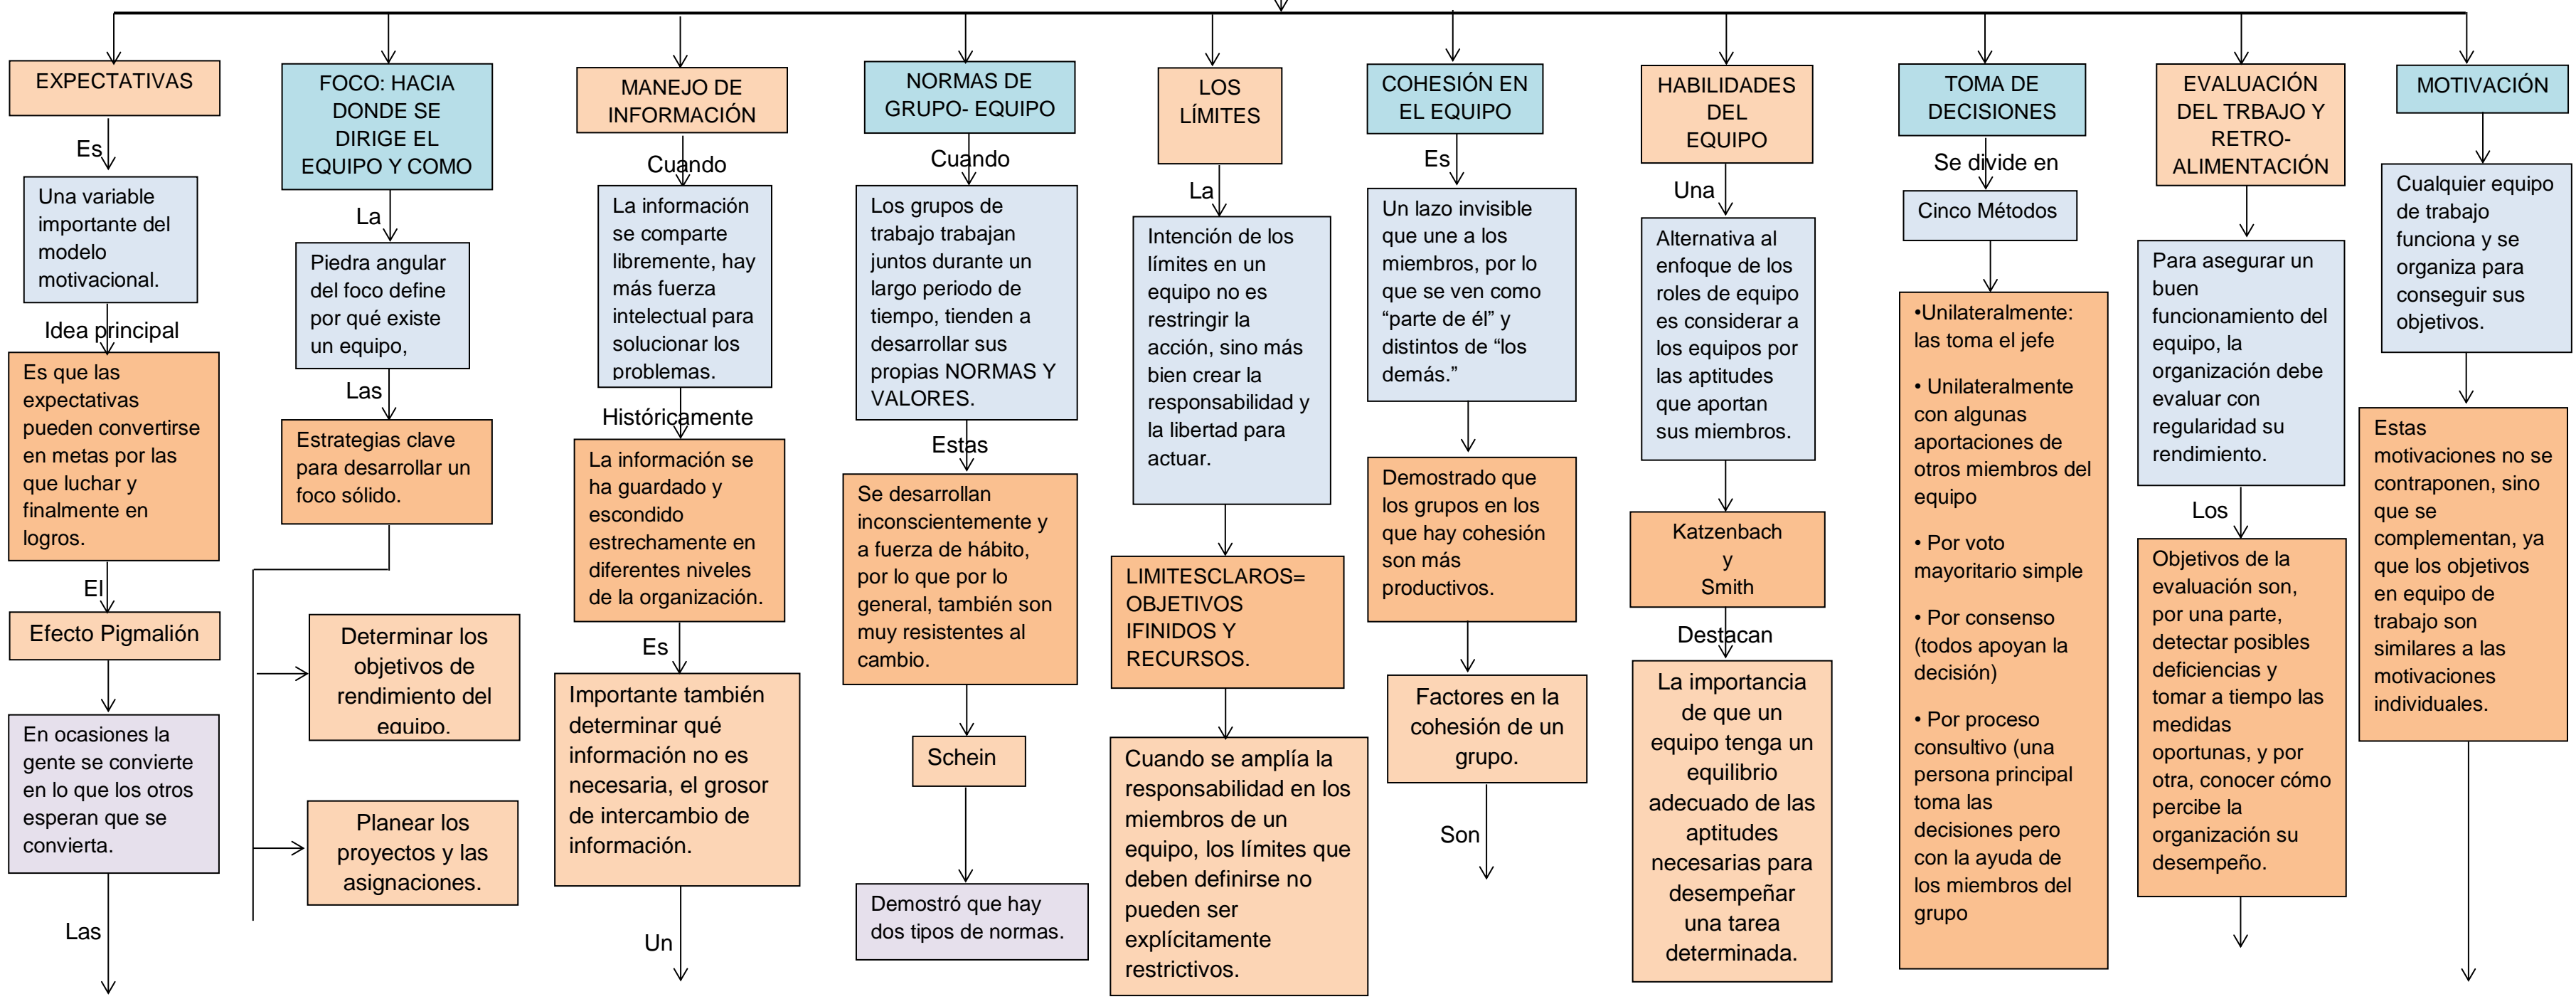 EXPECTATIVAS
Es
Una variable
importante del
modelo
motivacional.
Idea principal
Es que las
expectativas
pueden convertirse
en metas por las
que luchar y
finalmente en
logros.
El
Efecto Pigmalión
En ocasiones la
gente se convierte
en lo que los otros
esperan que se
convierta.
Las
FOCO: HACIA
DONDE SE
DIRIGE EL
EQUIPO Y COMO
La
Piedra angular
del foco define
por qué existe
un equipo,
Las
Estrategias clave
para desarrollar un
foco sólido.
Determinar los
objetivos de
rendimiento del
equipo.
Planear los
proyectos y las
asignaciones.
MANEJO DE
INFORMACIÓN
Cuando
La información
se comparte
libremente, hay
más fuerza
intelectual para
solucionar los
problemas.
Históricamente
La información se
ha guardado y
escondido
estrechamente en
diferentes niveles
de la organización.
Es
Importante también
determinar qué
información no es
necesaria, el grosor
de intercambio de
información.
Un
NORMAS DE
GRUPO- EQUIPO
Cuando
Los grupos de
trabajo trabajan
juntos durante un
largo periodo de
tiempo, tienden a
desarrollar sus
propias NORMAS Y
VALORES.
Estas
Se desarrollan
inconscientemente y
a fuerza de hábito,
por lo que por lo
general, también son
muy resistentes al
cambio.
Schein
Demostró que hay
dos tipos de normas.
LOS
LÍMITES
La
Intención de los
límites en un
equipo no es
restringir la
acción, sino más
bien crear la
responsabilidad y
la libertad para
actuar.
LIMITESCLAROS=
OBJETIVOS
IFINIDOS Y
RECURSOS.
Cuando se amplía la
responsabilidad en los
miembros de un
equipo, los límites que
deben definirse no
pueden ser
explícitamente
restrictivos.
COHESIÓN EN
EL EQUIPO
Es
Un lazo invisible
que une a los
miembros, por lo
que se ven como
“parte de él” y
distintos de “los
demás.”
Demostrado que
los grupos en los
que hay cohesión
son más
productivos.
Factores en la
cohesión de un
grupo.
Son
HABILIDADES
DEL
EQUIPO
Una
Alternativa al
enfoque de los
roles de equipo
es considerar a
los equipos por
las aptitudes
que aportan
sus miembros.
Katzenbach
y
Smith
Destacan
La importancia
de que un
equipo tenga un
equilibrio
adecuado de las
aptitudes
necesarias para
desempeñar
una tarea
determinada.
TOMA DE
DECISIONES
Se divide en
Cinco Métodos
•Unilateralmente:
las toma el jefe
• Unilateralmente
con algunas
aportaciones de
otros miembros del
equipo
• Por voto
mayoritario simple
• Por consenso
(todos apoyan la
decisión)
• Por proceso
consultivo (una
persona principal
toma las
decisiones pero
con la ayuda de
los miembros del
grupo
EVALUACIÓN
DEL TRBAJO Y
RETRO-
ALIMENTACIÓN
Para asegurar un
buen
funcionamiento del
equipo, la
organización debe
evaluar con
regularidad su
rendimiento.
Los
Objetivos de la
evaluación son,
por una parte,
detectar posibles
deficiencias y
tomar a tiempo las
medidas
oportunas, y por
otra, conocer cómo
percibe la
organización su
desempeño.
MOTIVACIÓN
Cualquier equipo
de trabajo
funciona y se
organiza para
conseguir sus
objetivos.
Estas
motivaciones no se
contraponen, sino
que se
complementan, ya
que los objetivos
en equipo de
trabajo son
similares a las
motivaciones
individuales.